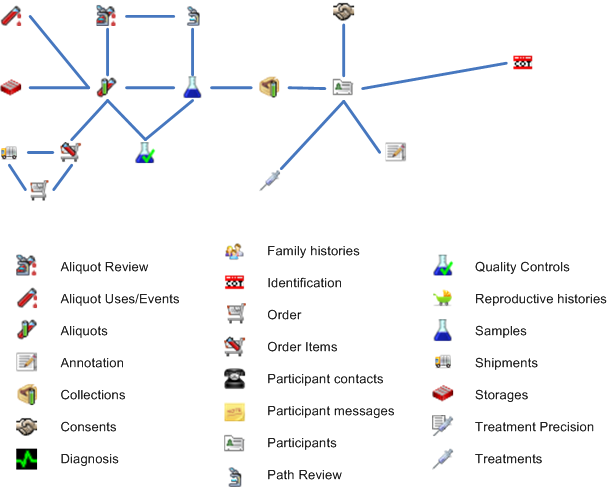 Aliquot Review
Aliquot Uses/Events
Aliquots
Annotation
Collections
Consents
Diagnosis
Family histories
Identification
Order
Order Items
Participant contacts
Participant messages
Participants
Path Review
Quality Controls
Reproductive histories
Samples
Shipments
Storages
Treatment Precision
Treatments